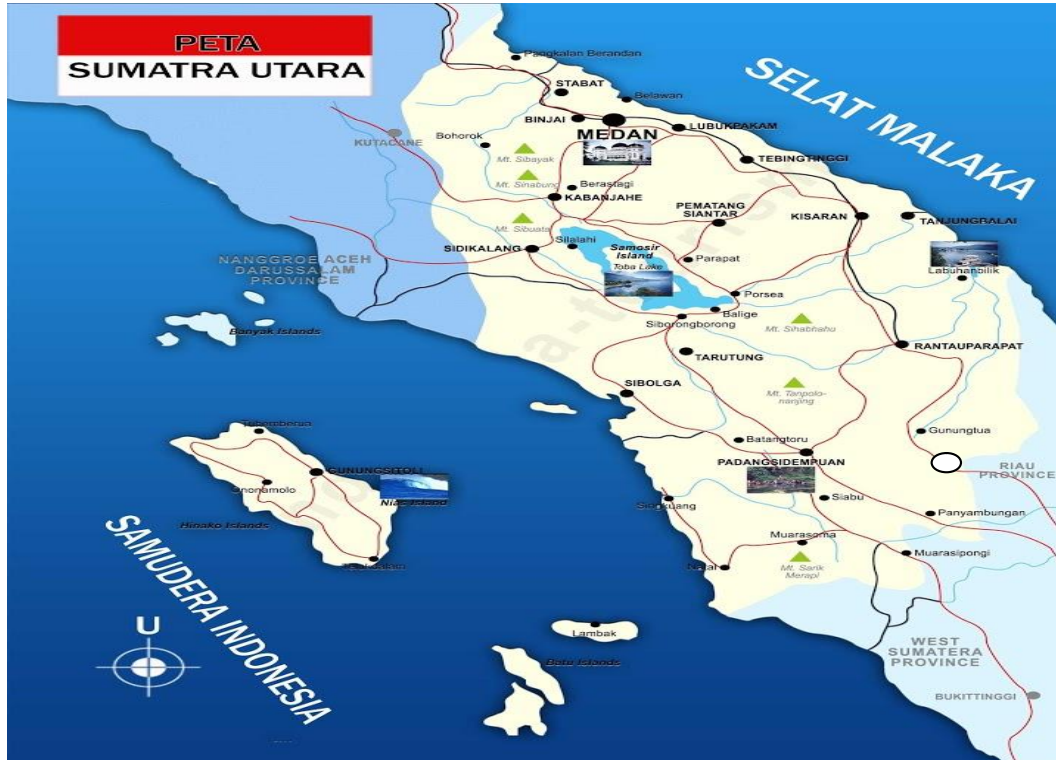 PETA
SUMATRA UTARA
SELAT MALAKA
Pangkalan Berandan
STABAT
Belawan
BINJAI
MEDAN
LUBUKPAKAM
Bohorok
KUTACANE
Mt. Sibayak
TEBINGTINGGI
Mt. Sinabung
Berastagi
KABANJAHE
PEMATANG
SIANTAR
KISARAN
TANJUNGBALAI
Mt. Sibuata
SIDIKALANG
Silalahi
Samosir
Island
Toba Lake
Parapat
NANGGROE ACEH
DARUSSALAM
PROVINCE
Labuhanbilik
Porsea
Balige
Siborongborong
Mt. Sihabhahu
Banyak Islands
RANTAUPARAPAT
TARUTUNG
SIBOLGA
Mt. Tanpolo-
nanjing
Gunungtua
Batangtoru
PADANGSIDEMPUAN
RIAU
PROVINCE
GUNUNGSITOLI
Ononamolo
Nias Island
Siabu
Panyambungan
Hinako Islands
Muarasoma
Muarasipongi
Natal
Mt. Sarik
Merapi
SAMUDERA INDONESIA
U
Lambak
Batu Islands
WEST
SUMATERA
PROVINCE
BUKITTINGGI